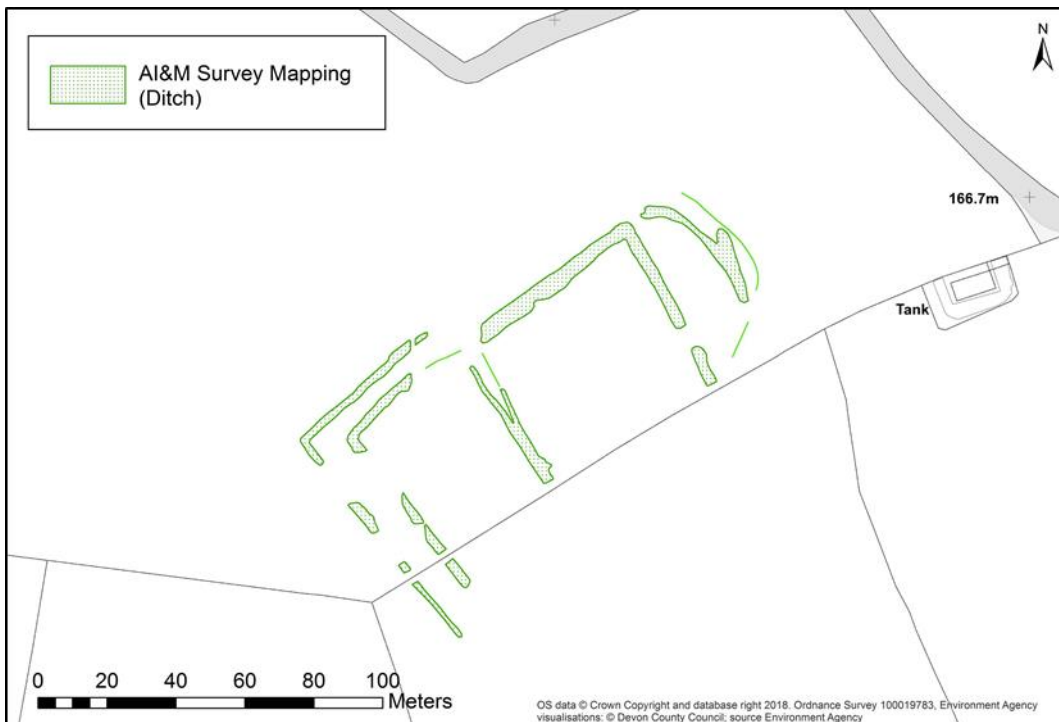 AI&M Survey Mapping
(Ditch)
N
166.7m
Tank
0 20 40 60 80 100
Meters
OS data © Crown Copyright and database right 2018. Ordnance Survey 100019783, Environment Agency
visualisations: © Devon County Council; source Environment Agency